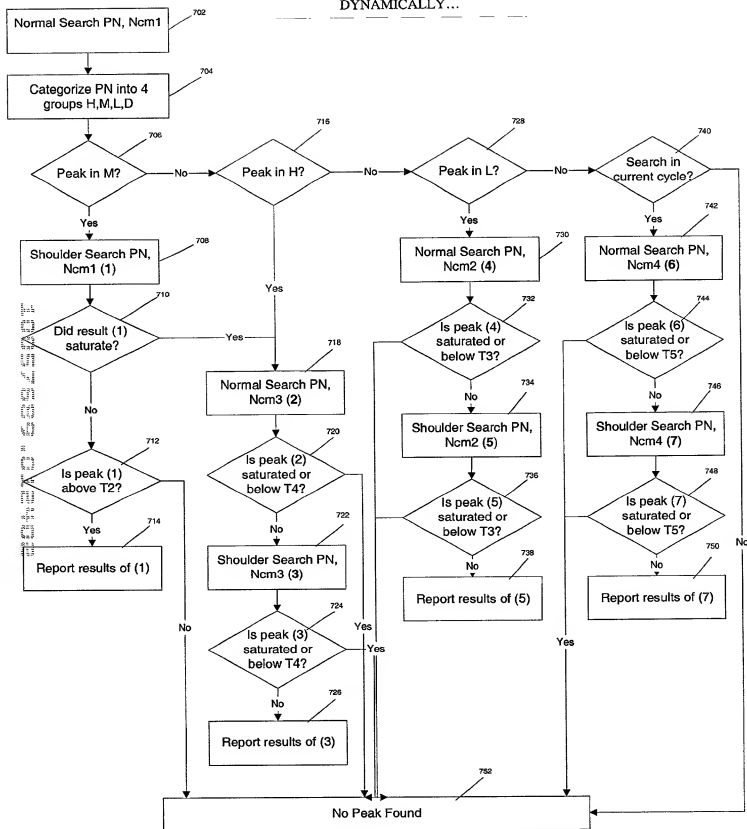 DYNAMICALLY...
702
Normal Search PN, Ncm1
704
Categorize PN into 4
groups H,M,L,D
706
Peak in M?
No
716
Peak in H?
No
728
Peak in L?
No
740
Search in
current cycle?
Yes
708
Shoulder Search PN,
Ncm1 (1)
710
Did result (1)
saturate?
Yes
No
712
Is peak (1)
above T2?
Yes
714
Report results of (1)
No
Yes
718
Normal Search PN,
Ncm3 (2)
720
Is peak (2)
saturated or
below T4?
No
722
Shoulder Search PN,
Ncm3 (3)
724
Is peak (3)
saturated or
below T4?
Yes
Yes
No
726
Report results of (3)
Yes
730
Normal Search PN,
Ncm2 (4)
732
Is peak (4)
saturated or
below T3?
No
734
Shoulder Search PN,
Ncm2 (5)
736
Is peak (5)
saturated or
below T3?
No
738
Report results of (5)
Yes
742
Normal Search PN,
Ncm4 (6)
744
Is peak (6)
saturated or
below T5?
No
746
Shoulder Search PN,
Ncm4 (7)
748
Is peak (7)
saturated or
below T5?
No
750
Report results of (7)
Yes
No
752
No Peak Found